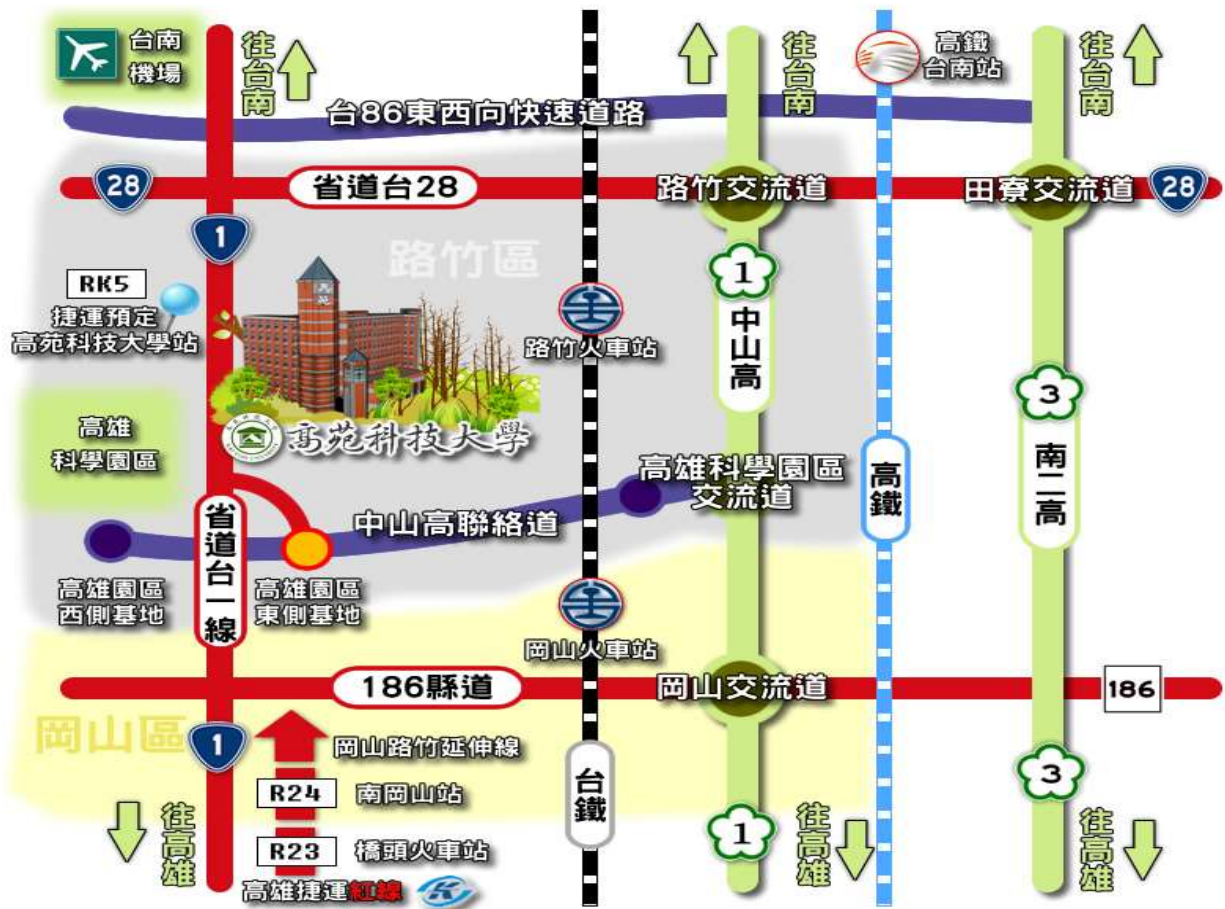 台南
機場
往台南
往台南
高鐵
台南站
往台南
台86東西向快速道路
28
省道台28
路竹交流道
田寮交流道
28
1
路竹區
1
RK5
捷運預定
高苑科技大學站
高苑
路竹火車站
中山高
3
高雄
科學園區
高苑科技大學
高雄科學園區
交流道
高鐵
南二高
省道台一線
中山高聯絡道
高雄園區
西側基地
高雄園區
東側基地
岡山火車站
186縣道
岡山交流道
186
岡山區
1
岡山路竹延伸線
R24
南岡山站
台鐵
3
往高雄
R23
橋頭火車站
1
往高雄
往高雄
高雄捷運紅線